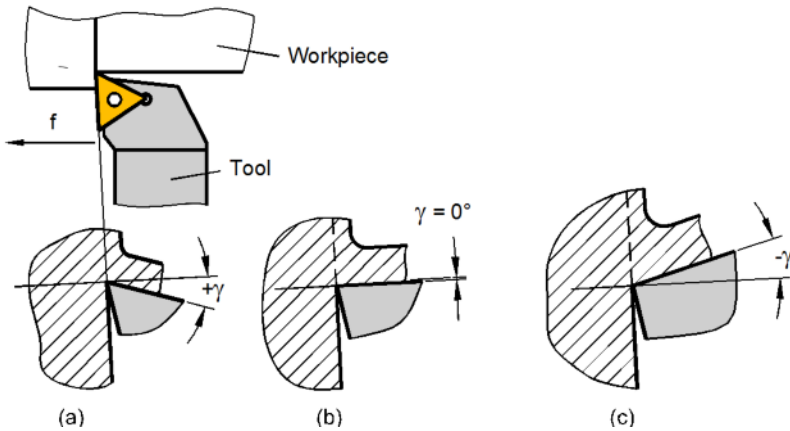 Workpiece
f
Tool
γ = 0°
+γ
-γ
(a)
(b)
(c)